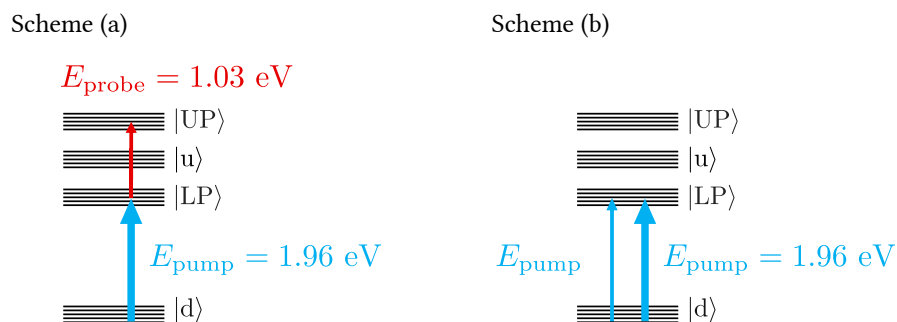 Scheme (a)
Scheme (b)
E_probe = 1.03 eV
|UP⟩
|u⟩
|LP⟩
E_pump = 1.96 eV
|d⟩
|UP⟩
|u⟩
|LP⟩
E_pump
E_pump = 1.96 eV
|d⟩